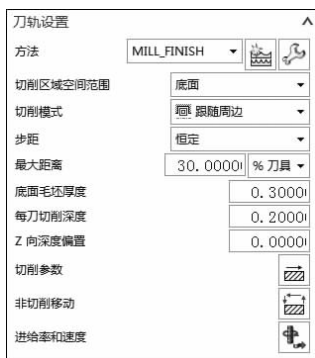 刀轨设置
方法 MILL_FINISH
切削区域空间范围 底面
切削模式 跟随周边
步距 恒定
最大距离 30.0000 % 刀具
底面毛坯厚度 0.3000
每刀切削深度 0.2000
Z 向深度偏置 0.0000
切削参数
非切削移动
进给率和速度